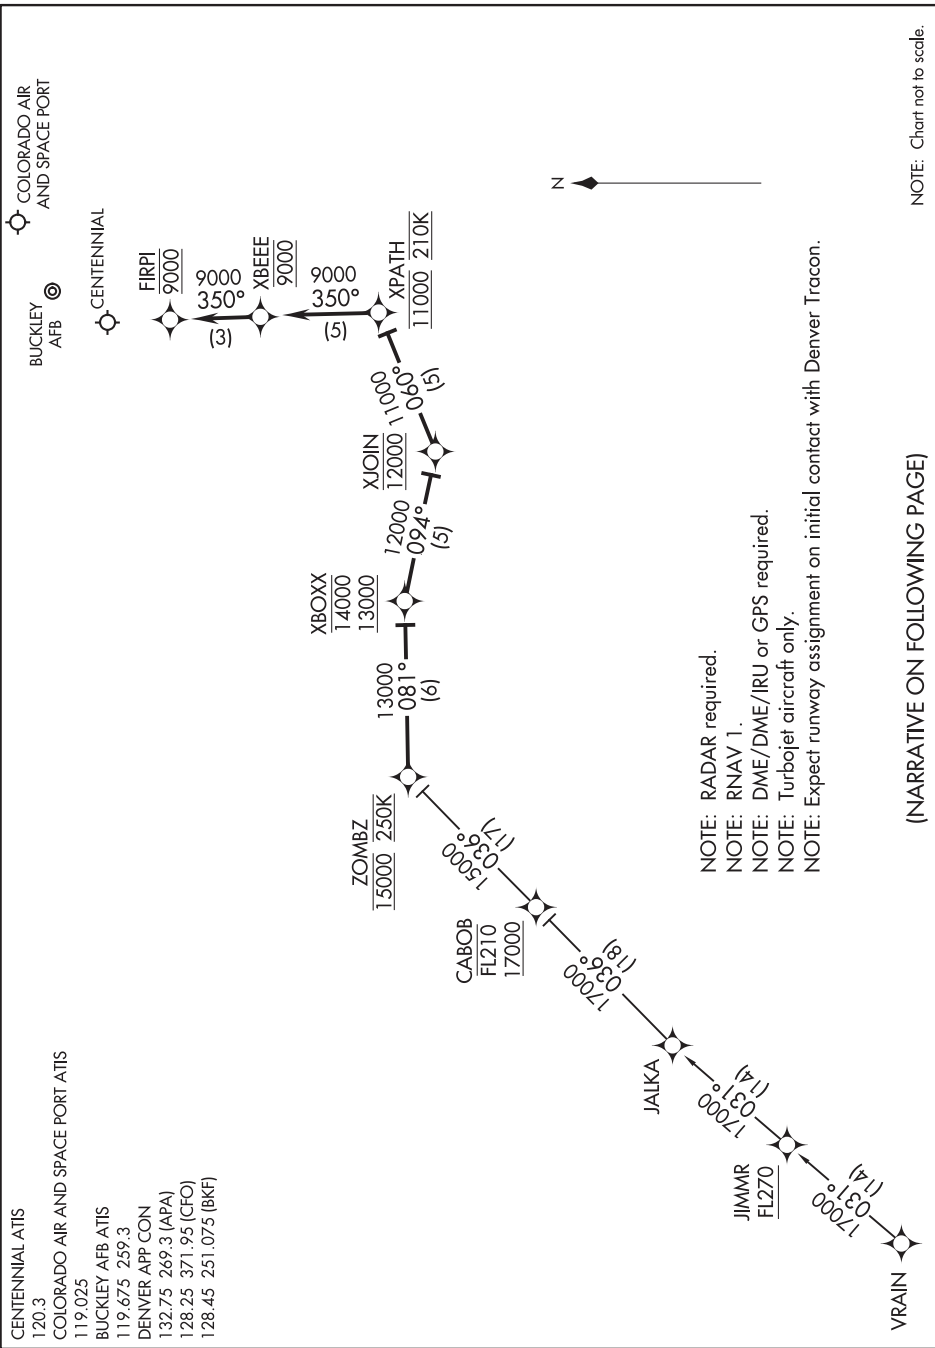 CENTENNIAL ATIS
120.3
COLORADO AIR AND SPACE PORT ATIS
119.025
BUCKLEY AFB ATIS
119.675 259.3
DENVER APP CON
132.75 269.3 (APA)
128.25 371.95 (CFO)
128.45 251.075 (BKF)
COLORADO AIR
AND SPACE PORT
BUCKLEY
AFB
CENTENNIAL
FIRPI
9000
9000
350°
(3)
XBEEE
9000
9000
350°
(5)
XPATH
11000 210K
11000
060°
(5)
XJOIN
12000
12000
094°
(5)
XBOXX
14000
13000
13000
081°
(6)
ZOMBZ
15000 250K
15000
036°
(17)
CABOB
FL210
17000
17000
036°
(18)
JALKA
17000
031°
(14)
JIMMR
FL270
17000
031°
(14)
VRAIN
N
NOTE: RADAR required.
NOTE: RNAV 1.
NOTE: DME/DME/IRU or GPS required.
NOTE: Turbojet aircraft only.
NOTE: Expect runway assignment on initial contact with Denver Tracon.
(NARRATIVE ON FOLLOWING PAGE)
NOTE: Chart not to scale.